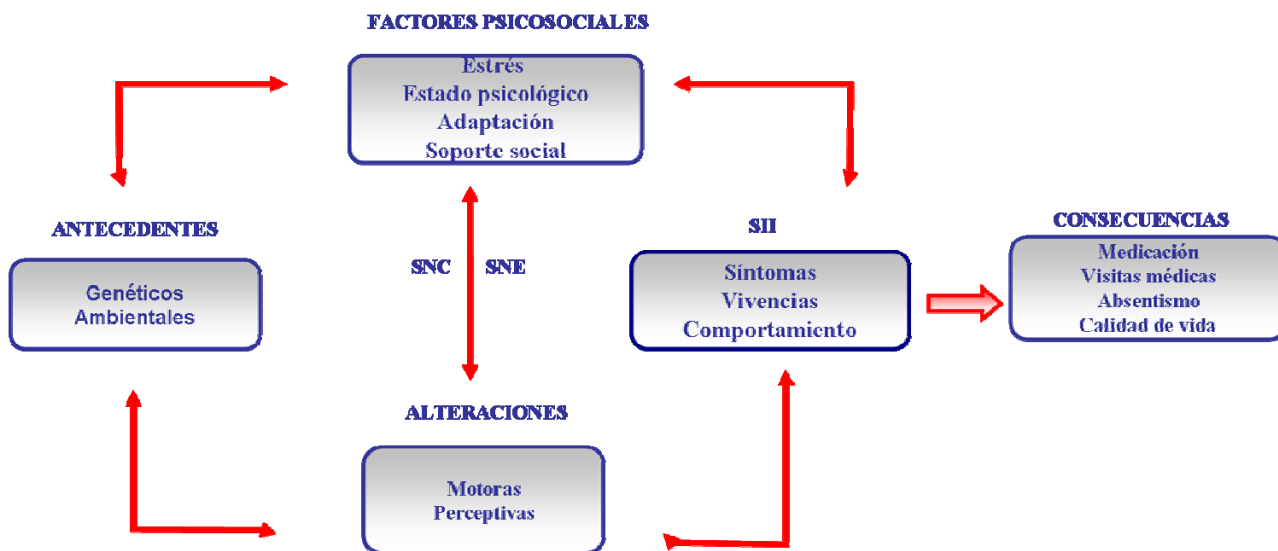 FACTORES PSICOSOCIALES
Estrés
Estado psicológico
Adaptación
Soporte social
ANTECEDENTES
Genéticos
Ambientales
SNC
SNE
SII
Síntomas
Vivencias
Comportamiento
CONSECUENCIAS
Medicación
Visitas médicas
Absentismo
Calidad de vida
ALTERACIONES
Motoras
Perceptivas